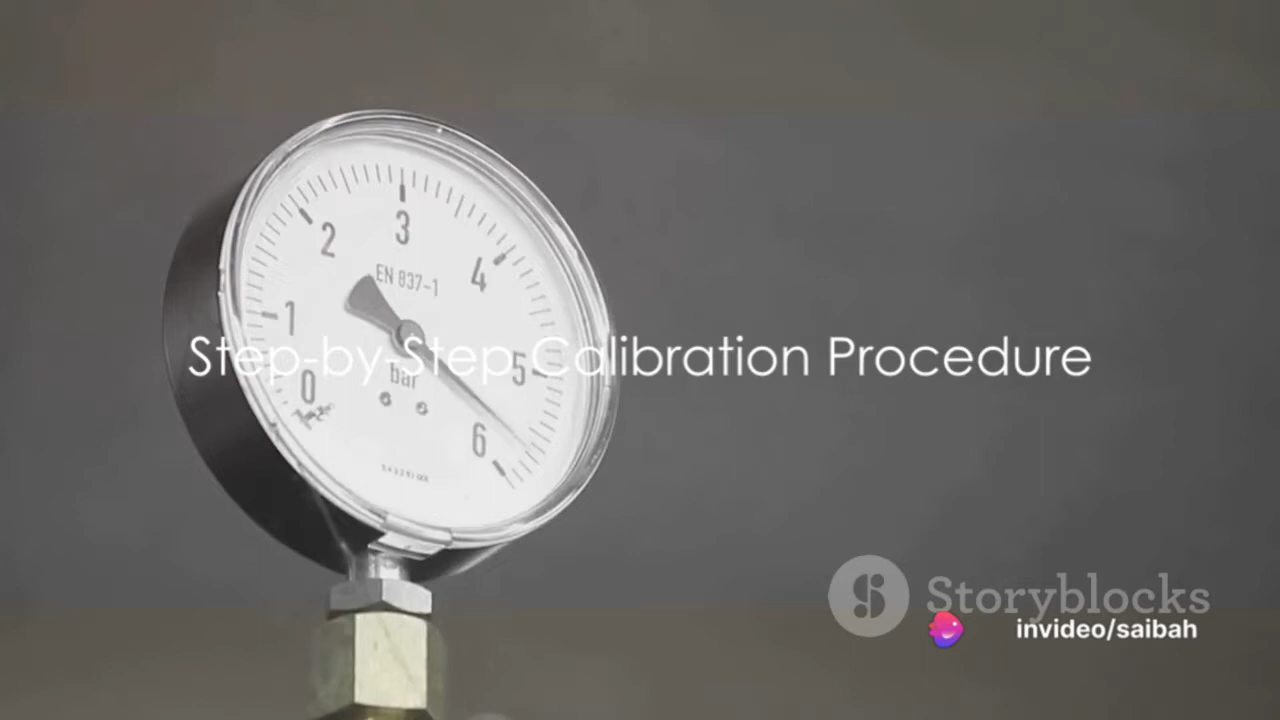 3
2
4
EN 837-1
1
Step-by-Step Calibration Procedure
5
bar
0
6
Storyblocks
invideo/saibah